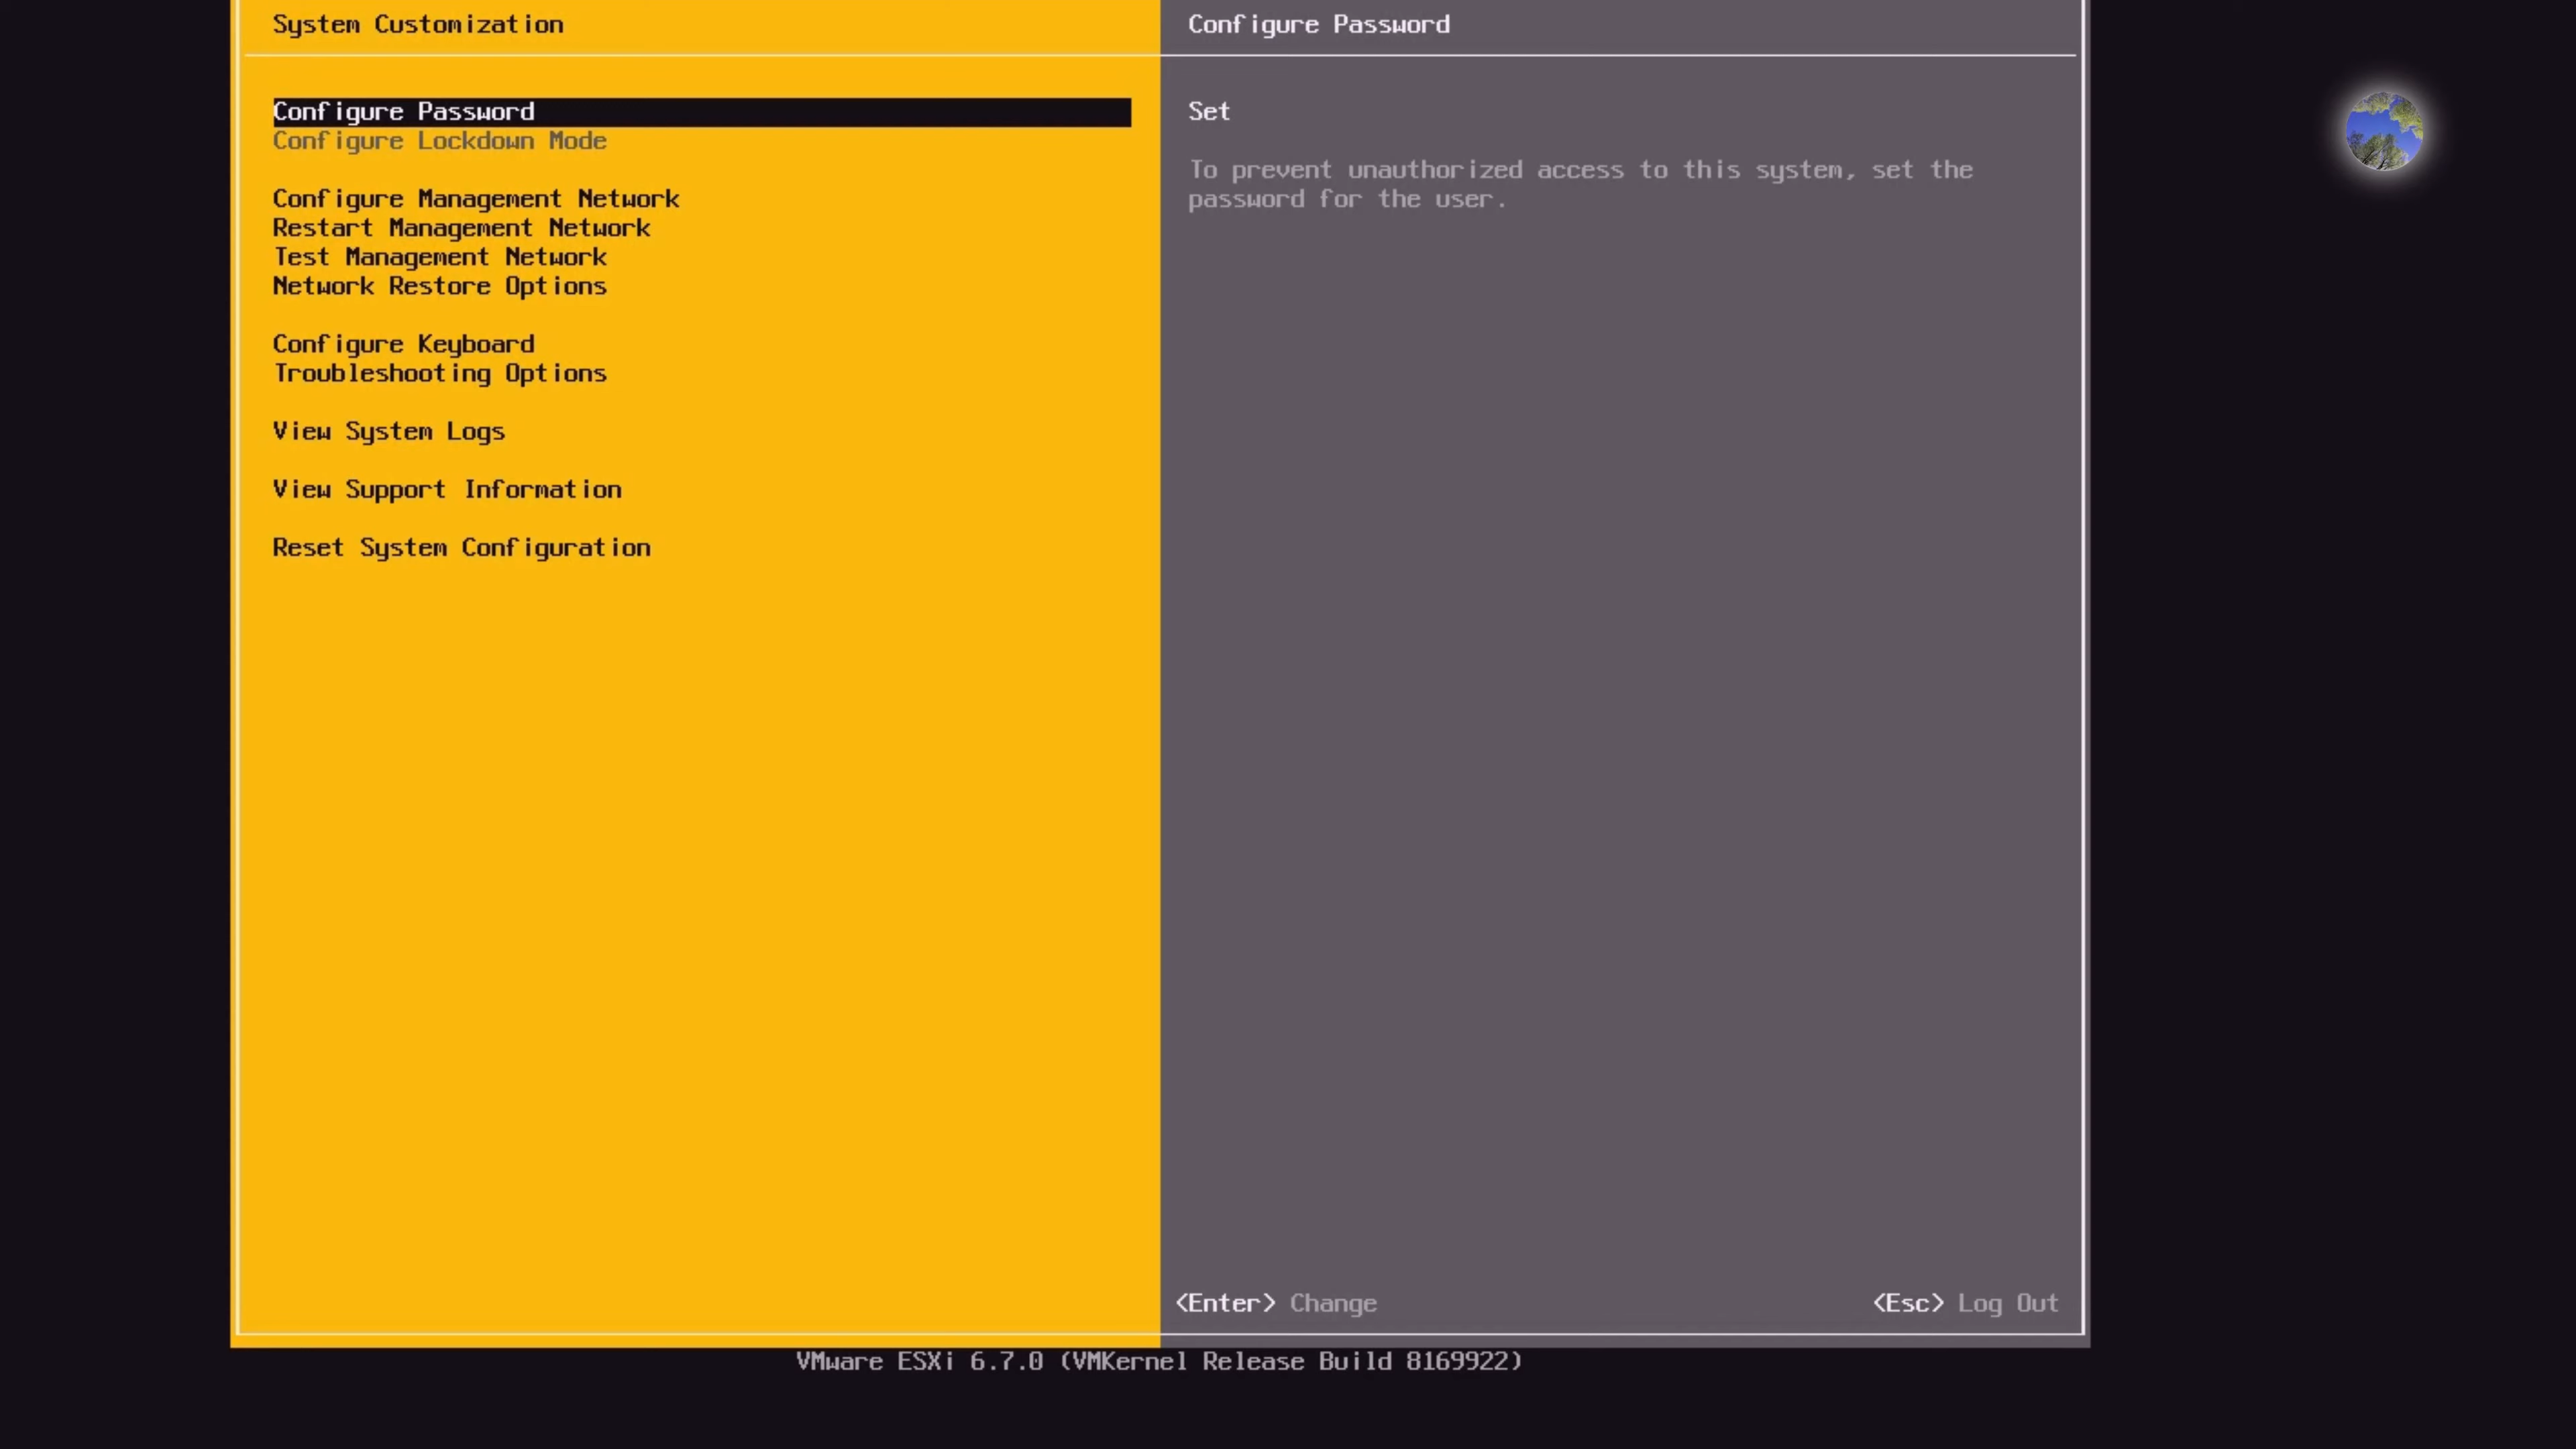 System Customization
Configure Password
Configure Password
Configure Lockdown Mode
Configure Management Network
Restart Management Network
Test Management Network
Network Restore Options
Configure Keyboard
Troubleshooting Options
View System Logs
View Support Information
Reset System Configuration
Set
To prevent unauthorized access to this system, set the
password for the user.
<Enter> Change
<Esc> Log Out
VMware ESXi 6.7.0 (VMKernel Release Build 8169922)